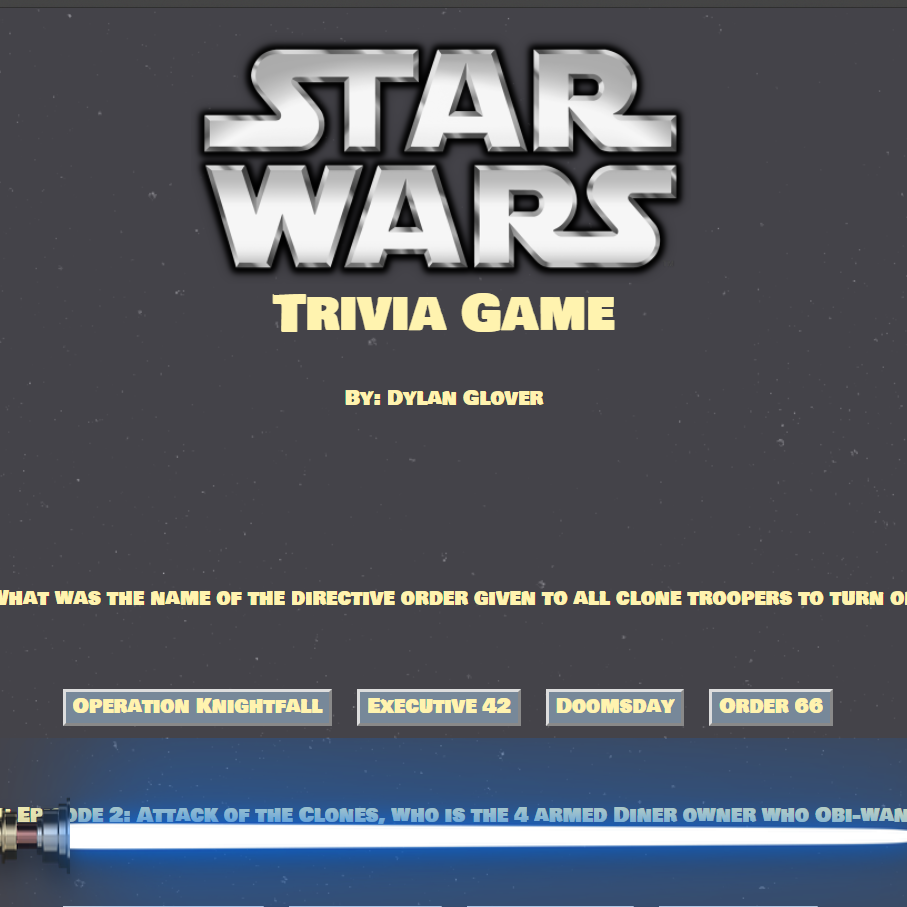 STAR
WARS
Trivia Game
By: Dylan Glover
What was the name of the directive order given to all clone troopers to turn
Operation Knightfall Executive 42 Doomsday Order 66
: Episode 2: Attack of the Clones, who is the 4 armed Diner owner who Obi-Wan